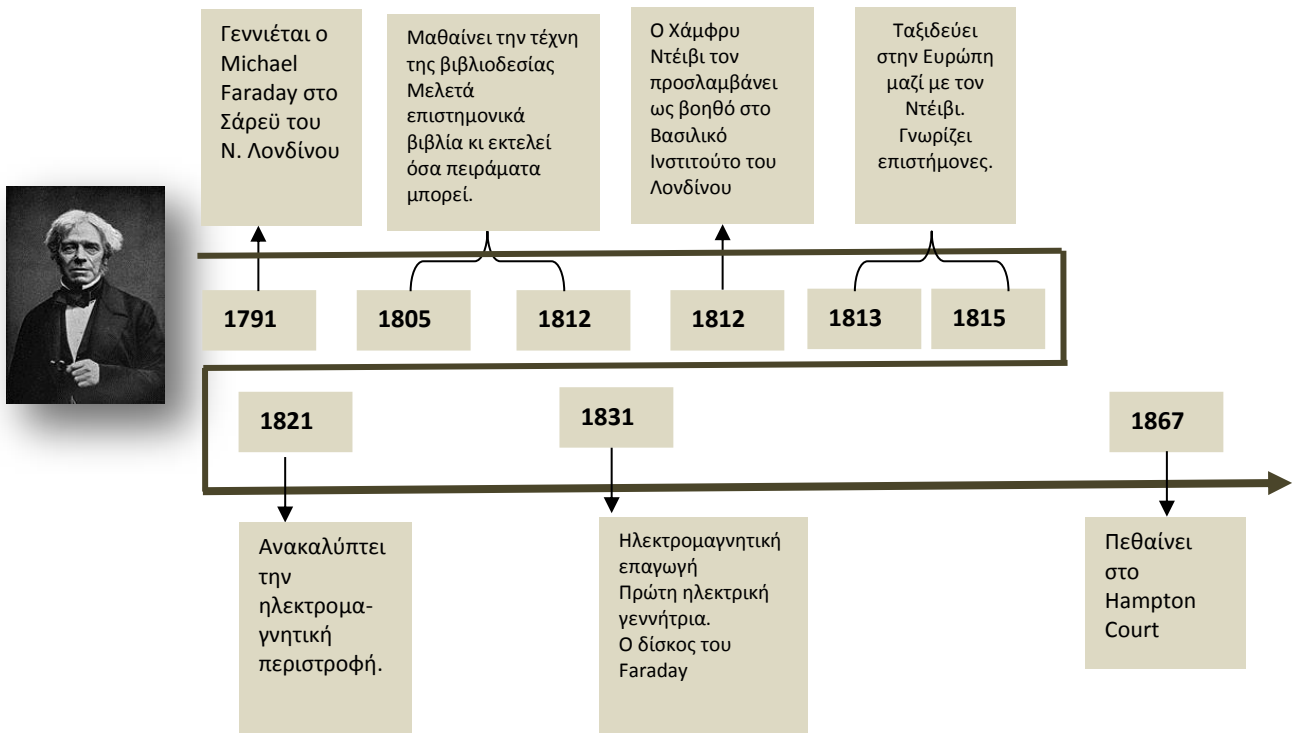 Γεννιέται ο
Michael
Faraday στο
Σάρεϋ του
Ν. Λονδίνου
Μαθαίνει την τέχνη
της βιβλιοδεσίας
Μελετά
επιστημονικά
βιβλία κι εκτελεί
όσα πειράματα
μπορεί.
Ο Χάμφρυ
Ντέιβι τον
προσλαμβάνει
ως βοηθό στο
Βασιλικό
Ινστιτούτο του
Λονδίνου
Ταξιδεύει
στην Ευρώπη
μαζί με τον
Ντέιβι.
Γνωρίζει
επιστήμονες.
1791
1805
1812
1812
1813
1815
1821
1831
1867
Ανακαλύπτει
την
ηλεκτρομα-
γνητική
περιστροφή.
Ηλεκτρομαγνητική
επαγωγή
Πρώτη ηλεκτρική
γεννήτρια.
Ο δίσκος του
Faraday
Πεθαίνει
στο
Hampton
Court